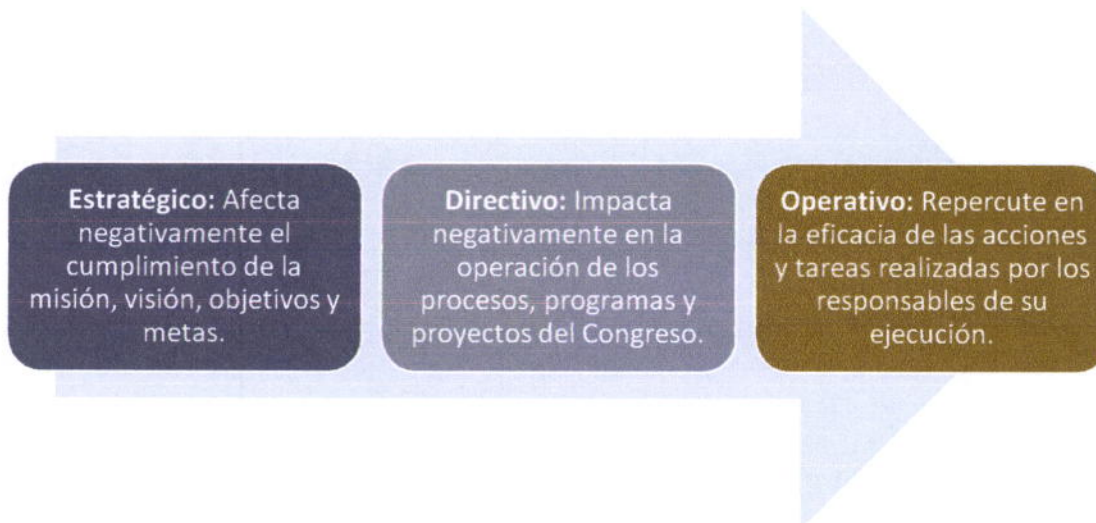 Estratégico: Afecta
negativamente el
cumplimiento de la
misión, visión, objetivos y
metas.
Directivo: Impacta
negativamente en la
operación de los
procesos, programas y
proyectos del Congreso.
Operativo: Repercute en
la eficacia de las acciones
y tareas realizadas por los
responsables de su
ejecución.